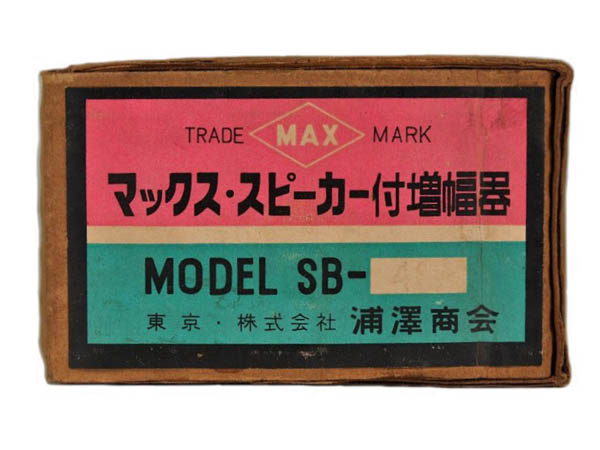 TRADE MAX MARK
マックス・スピーカー付増幅器
MODEL SB-
東京・株式会社 浦澤商会